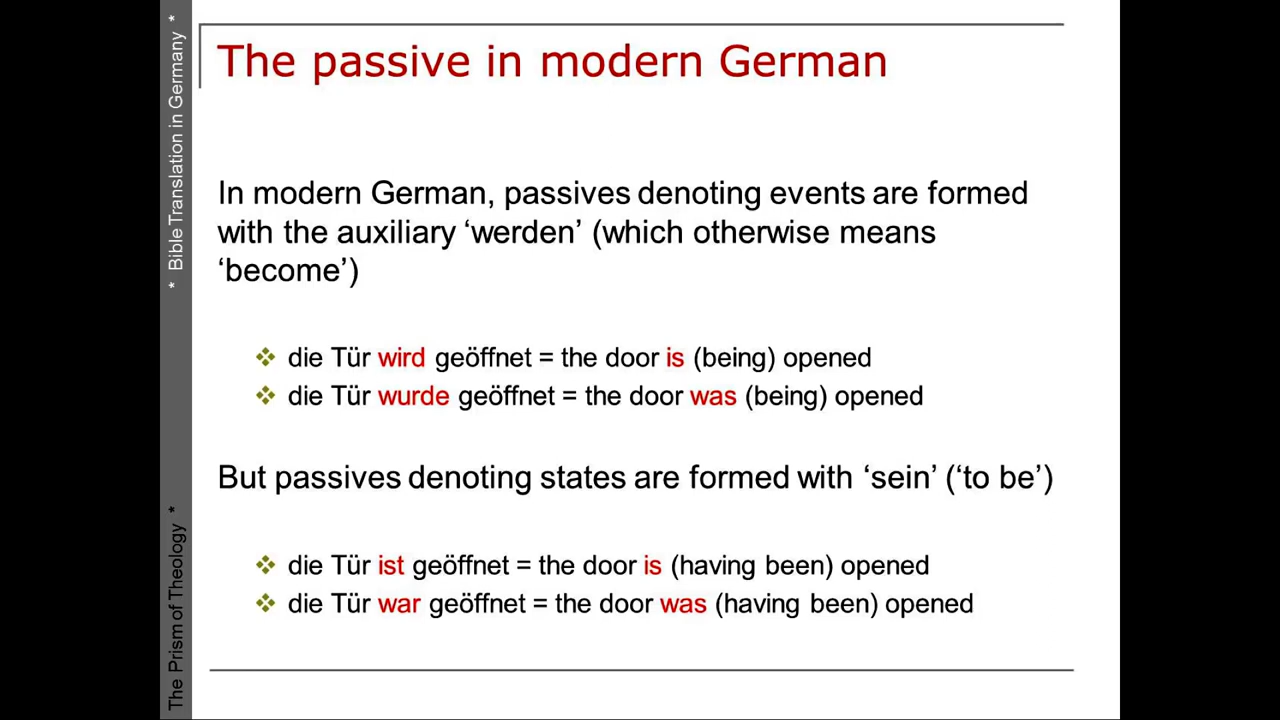 The passive in modern German
In modern German, passives denoting events are formed
with the auxiliary ‘werden’ (which otherwise means
‘become’)
❖ die Tür wird geöffnet = the door is (being) opened
❖ die Tür wurde geöffnet = the door was (being) opened
But passives denoting states are formed with ‘sein’ (‘to be’)
❖ die Tür ist geöffnet = the door is (having been) opened
❖ die Tür war geöffnet = the door was (having been) opened
The Prism of Theology * * Bible Translation in Germany *